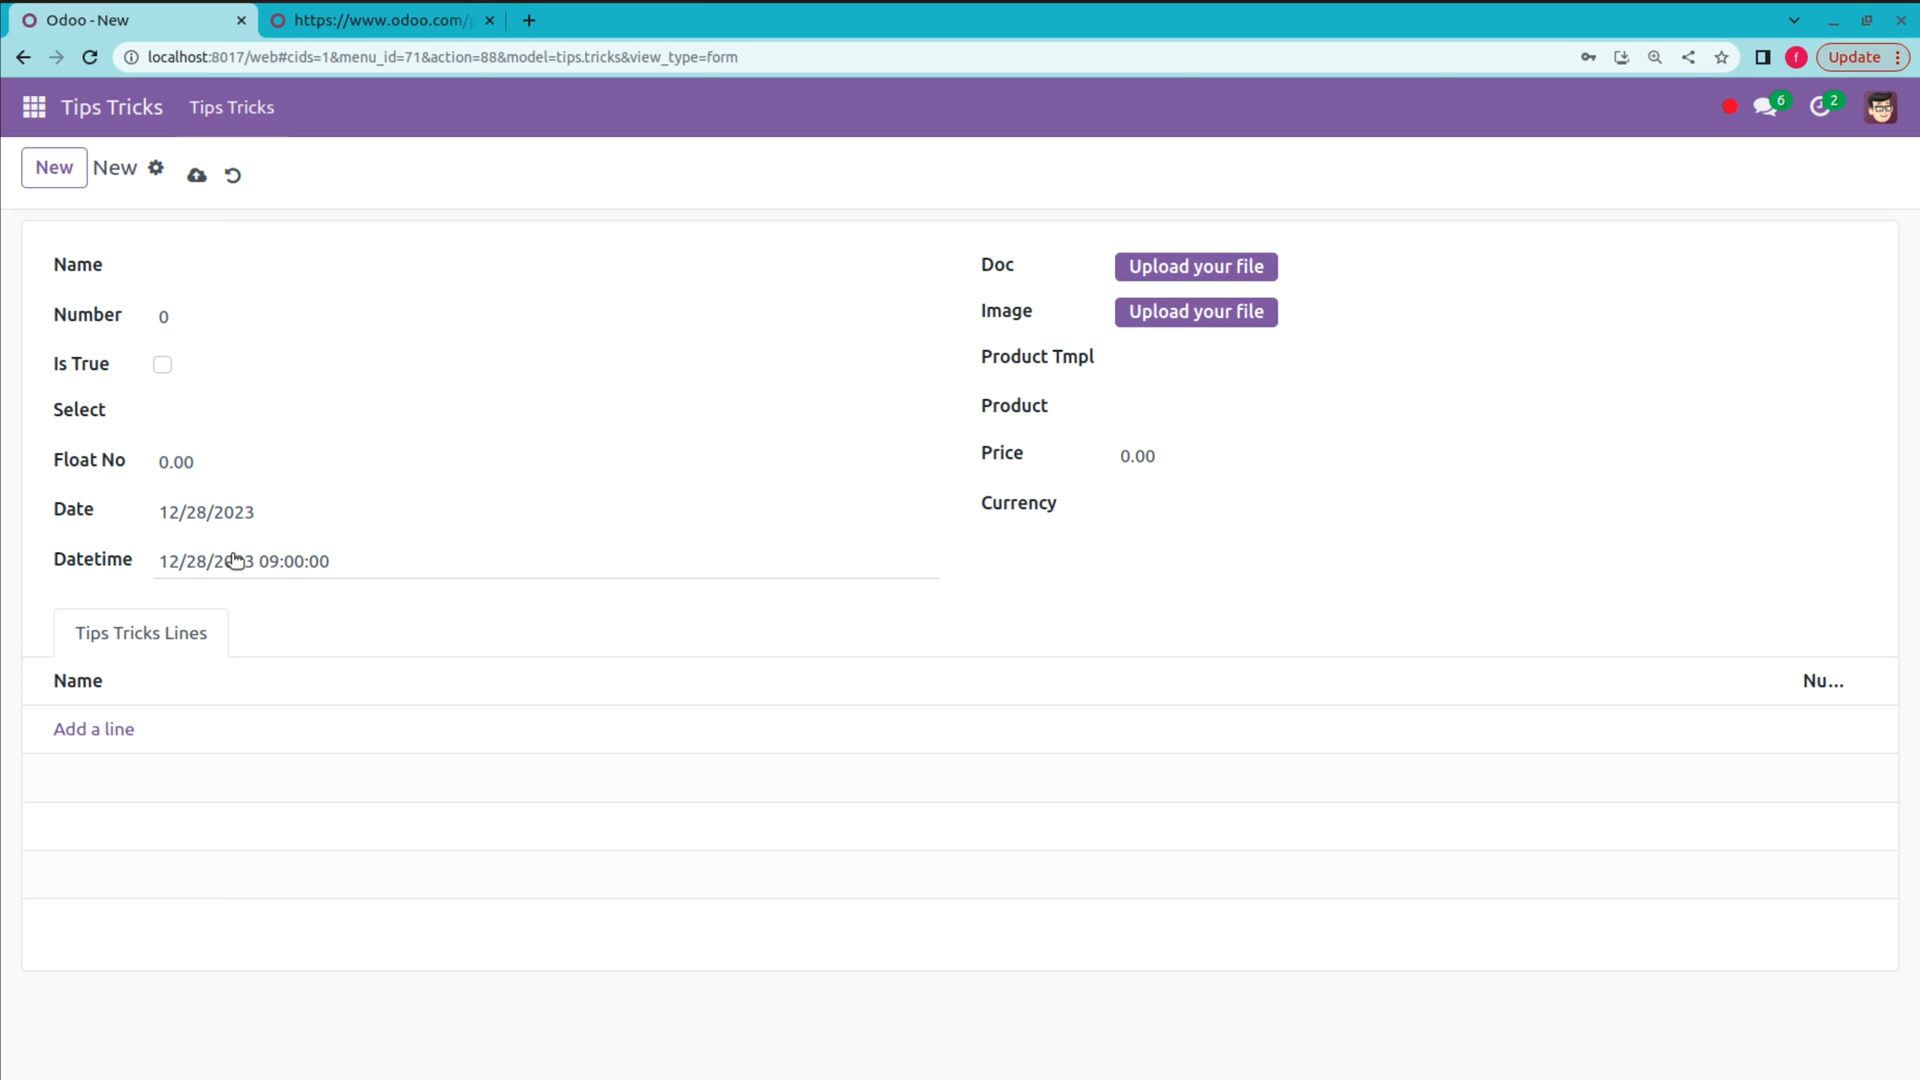 Odoo - New
https://www.odoo.com/
localhost:8017/web#cids=1&menu_id=71&action=88&model=tips.tricks&view_type=form
f
Update
Tips Tricks
Tips Tricks
6
2
New
New
Name
Number
0
Is True
Select
Float No
0.00
Date
12/28/2023
Datetime
12/28/2023 09:00:00
Doc
Upload your file
Image
Upload your file
Product Tmpl
Product
Price
0.00
Currency
Tips Tricks Lines
Name
Nu...
Add a line